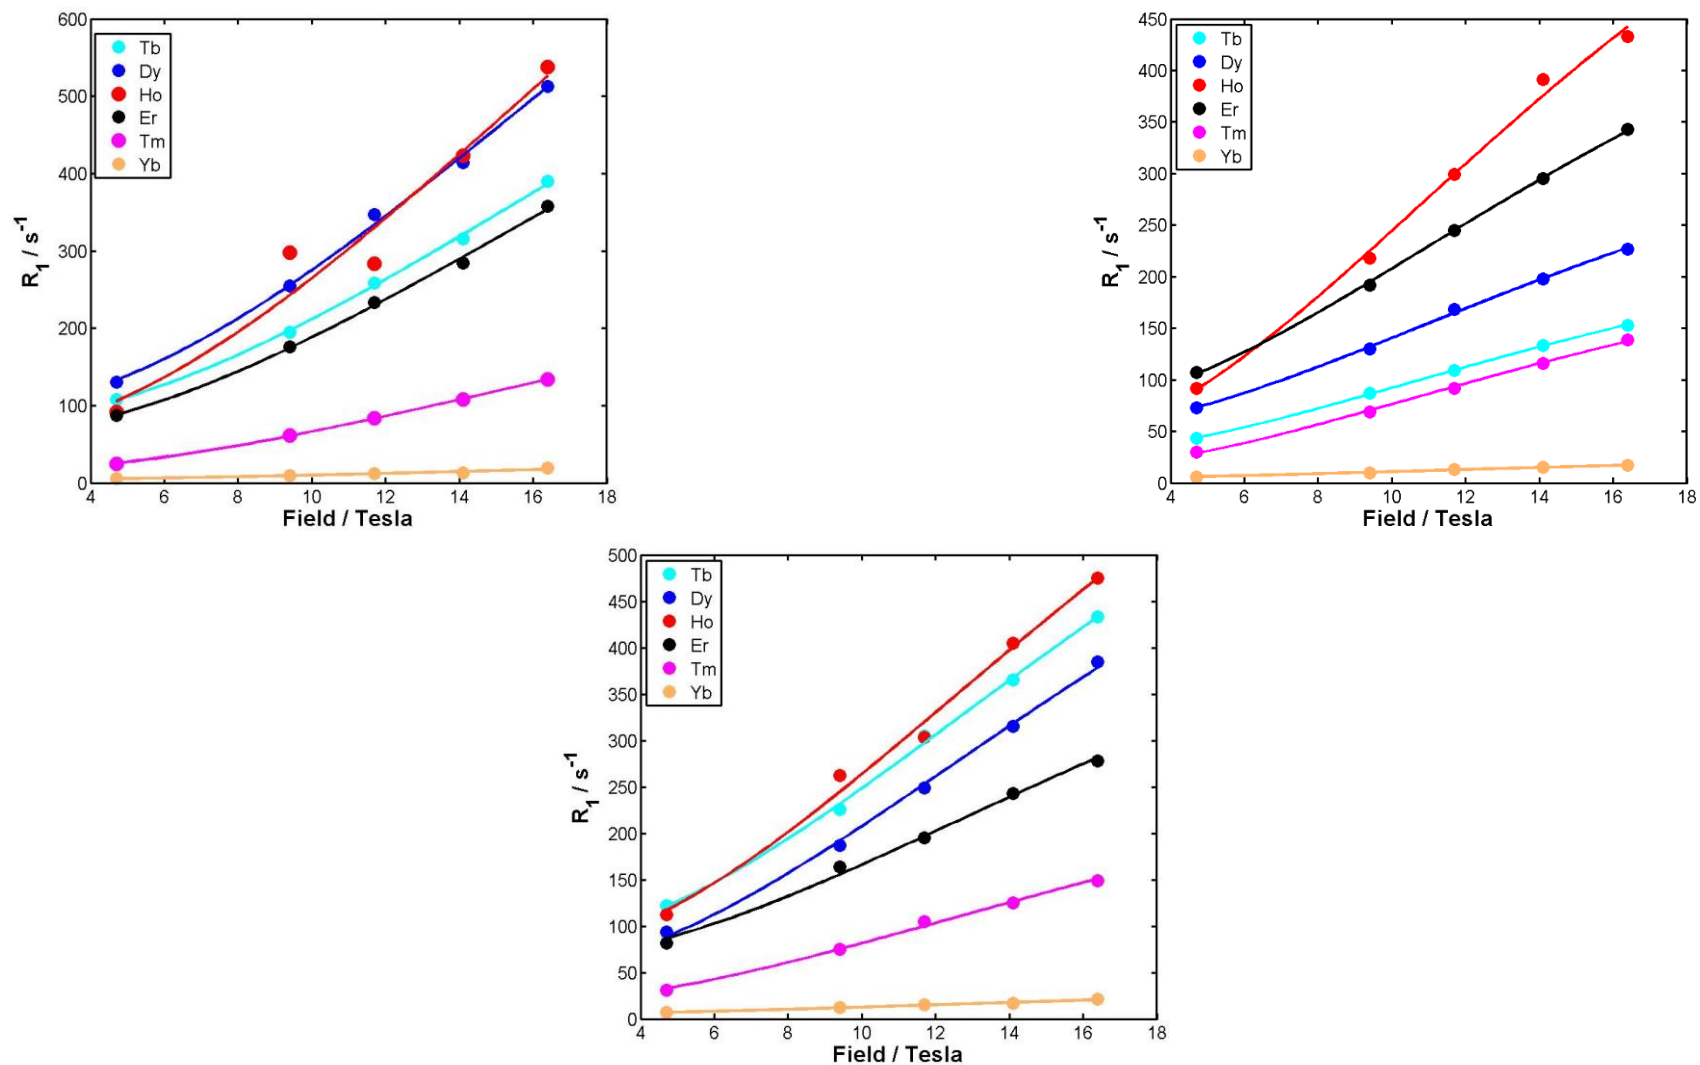 600
500
400
300
200
100
0
R1 / s-1
Tb
Dy
Ho
Er
Tm
Yb
4 6 8 10 12 14 16 18
Field / Tesla
450
400
350
300
250
200
150
100
50
0
R1 / s-1
Tb
Dy
Ho
Er
Tm
Yb
4 6 8 10 12 14 16 18
Field / Tesla
500
450
400
350
300
250
200
150
100
50
0
R1 / s-1
Tb
Dy
Ho
Er
Tm
Yb
4 6 8 10 12 14 16 18
Field / Tesla